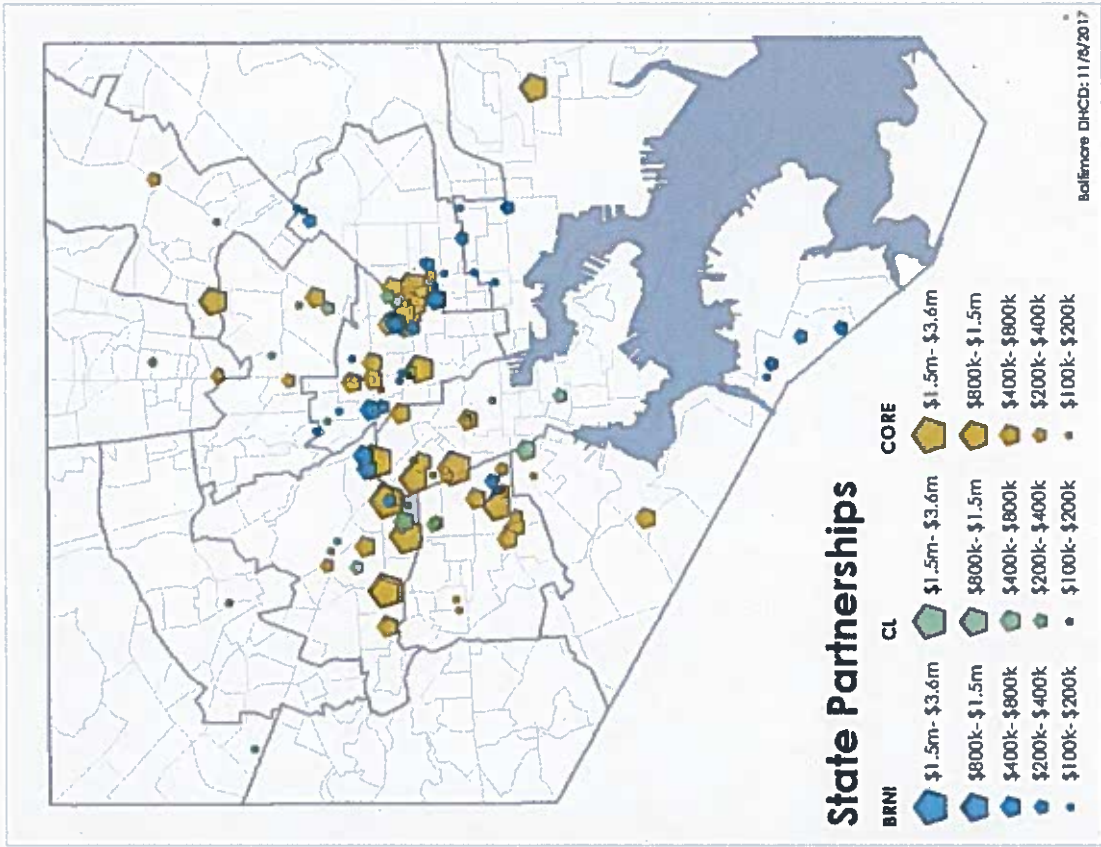 State Partnerships
BRNI CL CORE
$1.5m- $3.6m $1.5m- $3.6m $1.5m- $3.6m
$800k- $1.5m $800k- $1.5m $800k- $1.5m
$400k- $800k $400k- $800k $400k- $800k
$200k- $400k $200k- $400k $200k- $400k
$100k- $200k $100k- $200k $100k- $200k
Baltimore DHCD: 11/8/2017